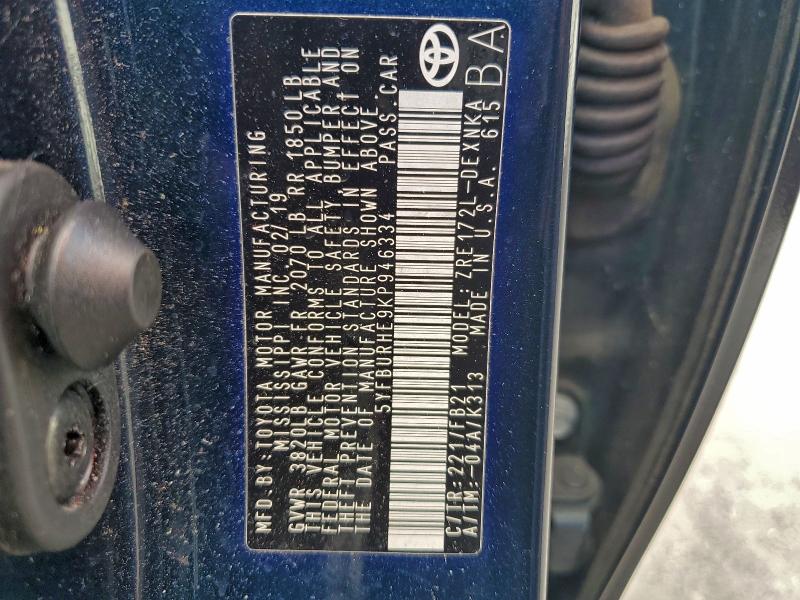 MFD BY TOYOTA MOTOR MANUFACTURING
MISSISSIPPI INC. 02/19
GVWR 3820LB GAWR FR 2070 LB RR 1850LB
THIS VEHICLE CONFORMS TO ALL APPLICABLE
FEDERAL MOTOR VEHICLE SAFETY BUMPER AND
THEFT PREVENTION STANDARDS IN EFFECT ON
THE DATE OF MANUFACTURE SHOWN ABOVE.
5YFBURHE9KP946334 PASS. CAR
C/TR:221/FB21 MODEL: ZRE172L-DEXNKA
A/TM:-04A/K313 MADE IN U.S.A. 615
BA